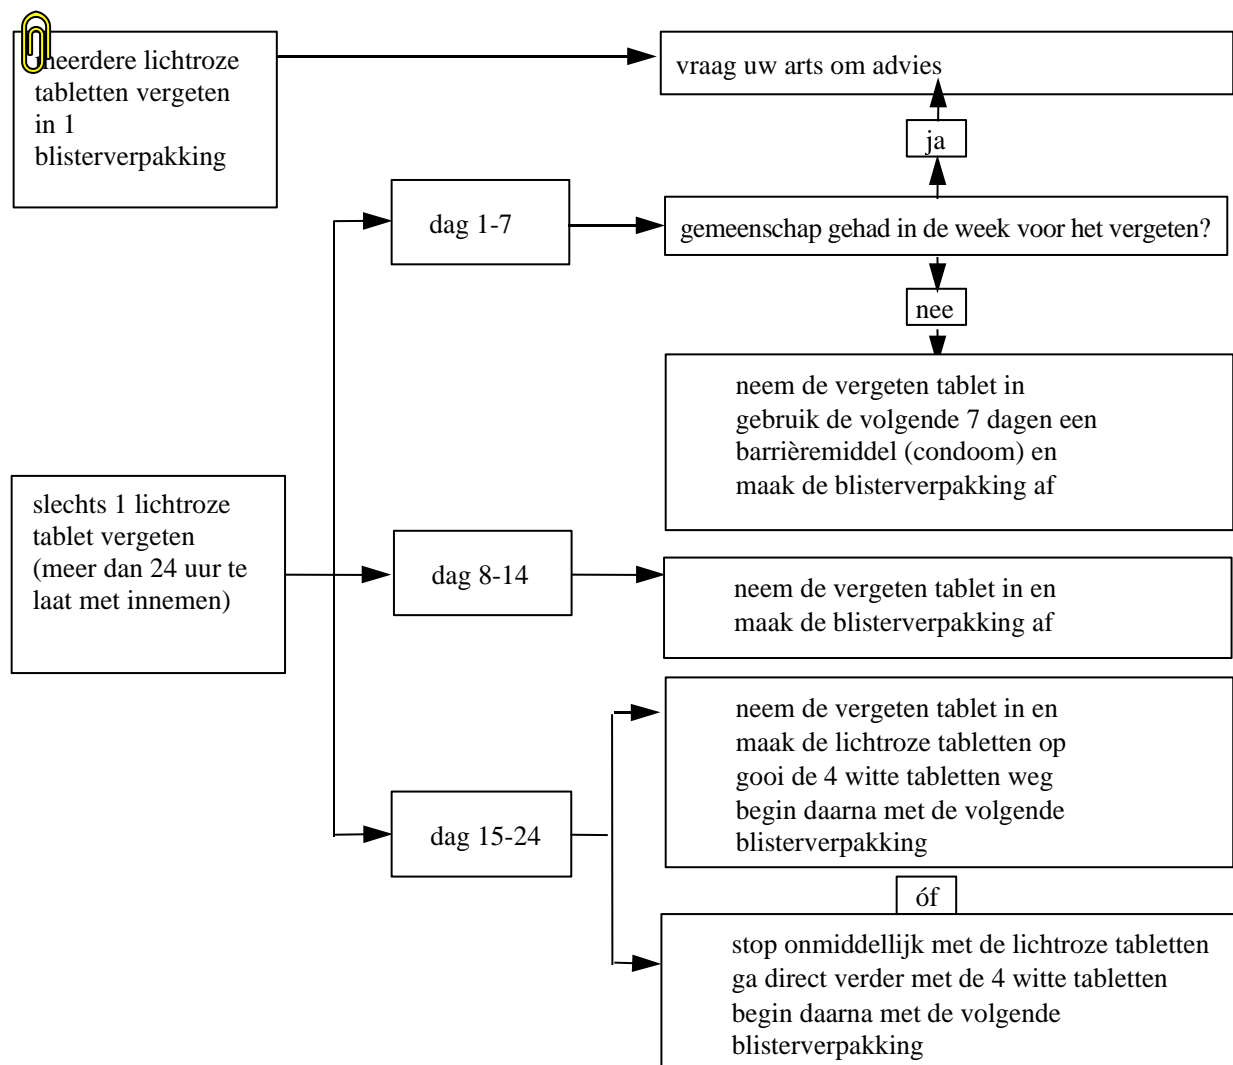 meerdere lichtroze
tabletten vergeten
in 1
blisterverpakking
vraag uw arts om advies
ja
dag 1-7
gemeenschap gehad in de week voor het vergeten?
nee
neem de vergeten tablet in
gebruik de volgende 7 dagen een
barrièremiddel (condoom) en
maak de blisterverpakking af
slechts 1 lichtroze
tablet vergeten
(meer dan 24 uur te
laat met innemen)
dag 8-14
neem de vergeten tablet in en
maak de blisterverpakking af
dag 15-24
neem de vergeten tablet in en
maak de lichtroze tabletten op
gooi de 4 witte tabletten weg
begin daarna met de volgende
blisterverpakking
óf
stop onmiddellijk met de lichtroze tabletten
ga direct verder met de 4 witte tabletten
begin daarna met de volgende
blisterverpakking